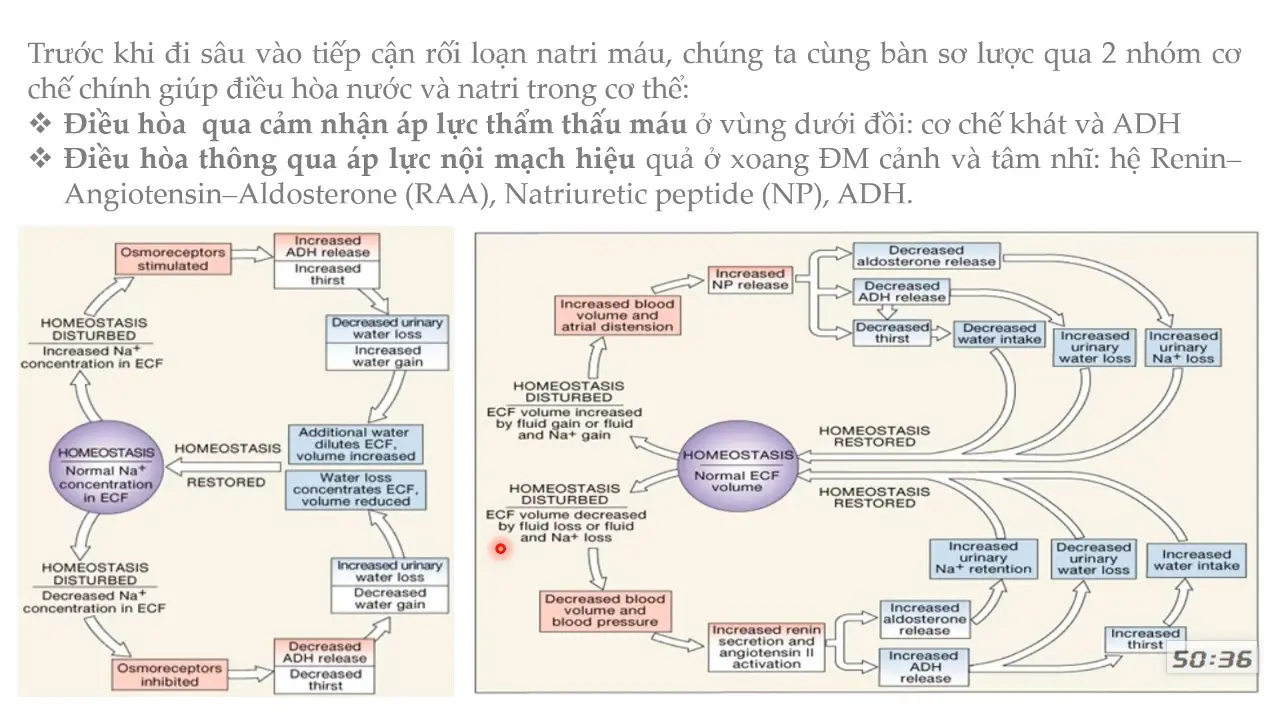 Trước khi đi sâu vào tiếp cận rối loạn natri máu, chúng ta cùng bàn sơ lược qua 2 nhóm cơ
chế chính giúp điều hòa nước và natri trong cơ thể:
❖ Điều hòa qua cảm nhận áp lực thẩm thấu máu ở vùng dưới đồi: cơ chế khát và ADH
❖ Điều hòa thông qua áp lực nội mạch hiệu quả ở xoang ĐM cảnh và tâm nhĩ: hệ Renin–
Angiotensin–Aldosterone (RAA), Natriuretic peptide (NP), ADH.
Osmoreceptors
stimulated
Increased
ADH release
Increased
thirst
HOMEOSTASIS
DISTURBED
Increased Na+
concentration in ECF
Decreased urinary
water loss
Increased
water gain
HOMEOSTASIS
Normal Na+
concentration
in ECF
HOMEOSTASIS
RESTORED
Additional water
dilutes ECF,
volume increased
Water loss
concentrates ECF,
volume reduced
HOMEOSTASIS
DISTURBED
Decreased Na+
concentration in ECF
Increased urinary
water loss
Decreased
water gain
Osmoreceptors
inhibited
Decreased
ADH release
Decreased
thirst
Increased blood
volume and
atrial distension
Increased
NP release
Decreased
aldosterone release
Decreased
ADH release
Decreased
thirst
Decreased
water intake
Increased
urinary
water loss
Increased
urinary
Na+ loss
HOMEOSTASIS
DISTURBED
ECF volume increased
by fluid gain or fluid
and Na+ gain
HOMEOSTASIS
Normal ECF
volume
HOMEOSTASIS
RESTORED
HOMEOSTASIS
RESTORED
HOMEOSTASIS
DISTURBED
ECF volume decreased
by fluid loss or fluid
and Na+ loss
Decreased blood
volume and
blood pressure
Increased renin
secretion and
angiotensin II
activation
Increased
aldosterone
release
Increased
ADH
release
Increased
urinary
Na+ retention
Decreased
urinary
water loss
Increased
water intake
Increased
thirst
50:36